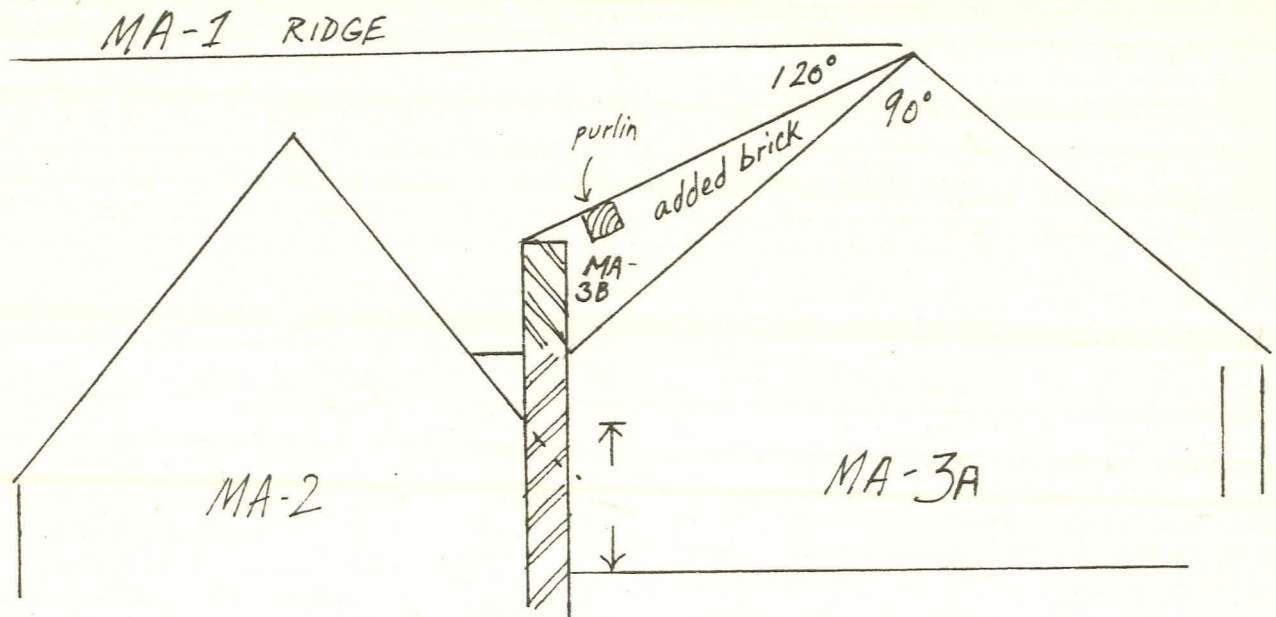 MA-1 RIDGE
120°
90°
purlin
added brick
MA-
3B
MA-2
MA-3A